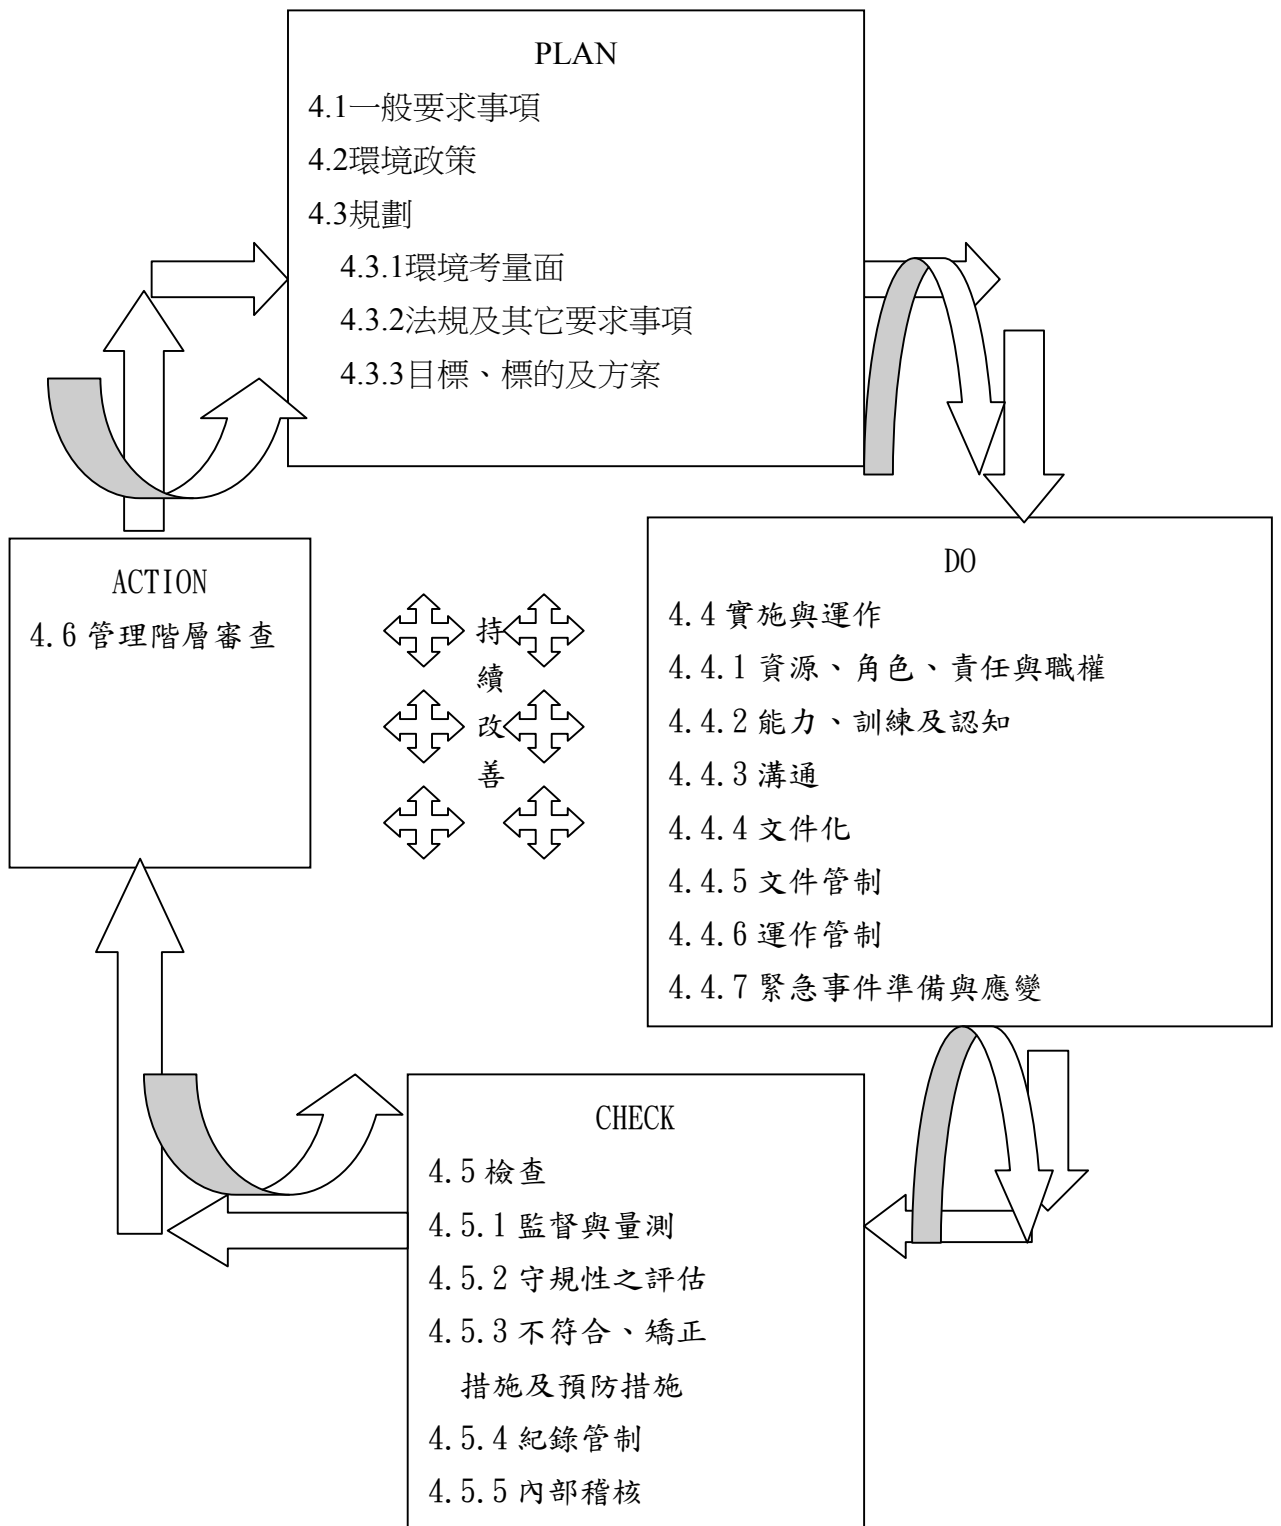 PLAN
4.1一般要求事項
4.2環境政策
4.3規劃
4.3.1環境考量面
4.3.2法規及其它要求事項
4.3.3目標、標的及方案
DO
4.4 實施與運作
4.4.1 資源、角色、責任與職權
4.4.2 能力、訓練及認知
4.4.3 溝通
4.4.4 文件化
4.4.5 文件管制
4.4.6 運作管制
4.4.7 緊急事件準備與應變
CHECK
4.5 檢查
4.5.1 監督與量測
4.5.2 守規性之評估
4.5.3 不符合、矯正
措施及預防措施
4.5.4 紀錄管制
4.5.5 內部稽核
ACTION
4.6 管理階層審查
持續改善